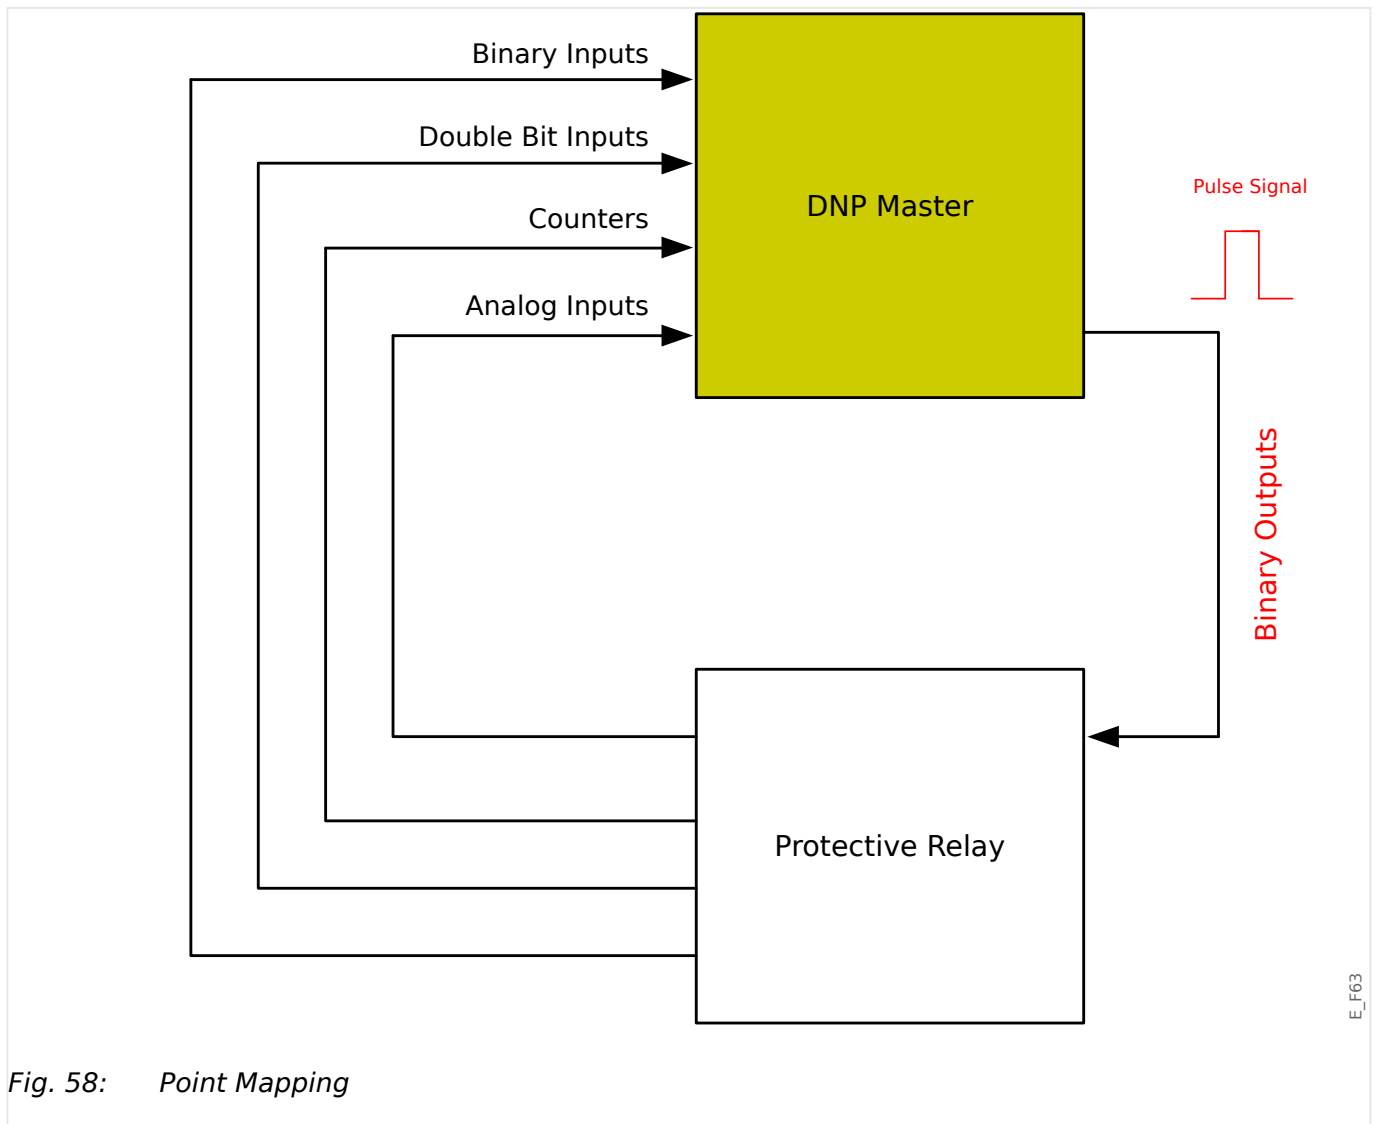 Binary Inputs
Double Bit Inputs
Counters
Analog Inputs
DNP Master
Pulse Signal
Binary Outputs
Protective Relay
E_F63
Fig. 58: Point Mapping